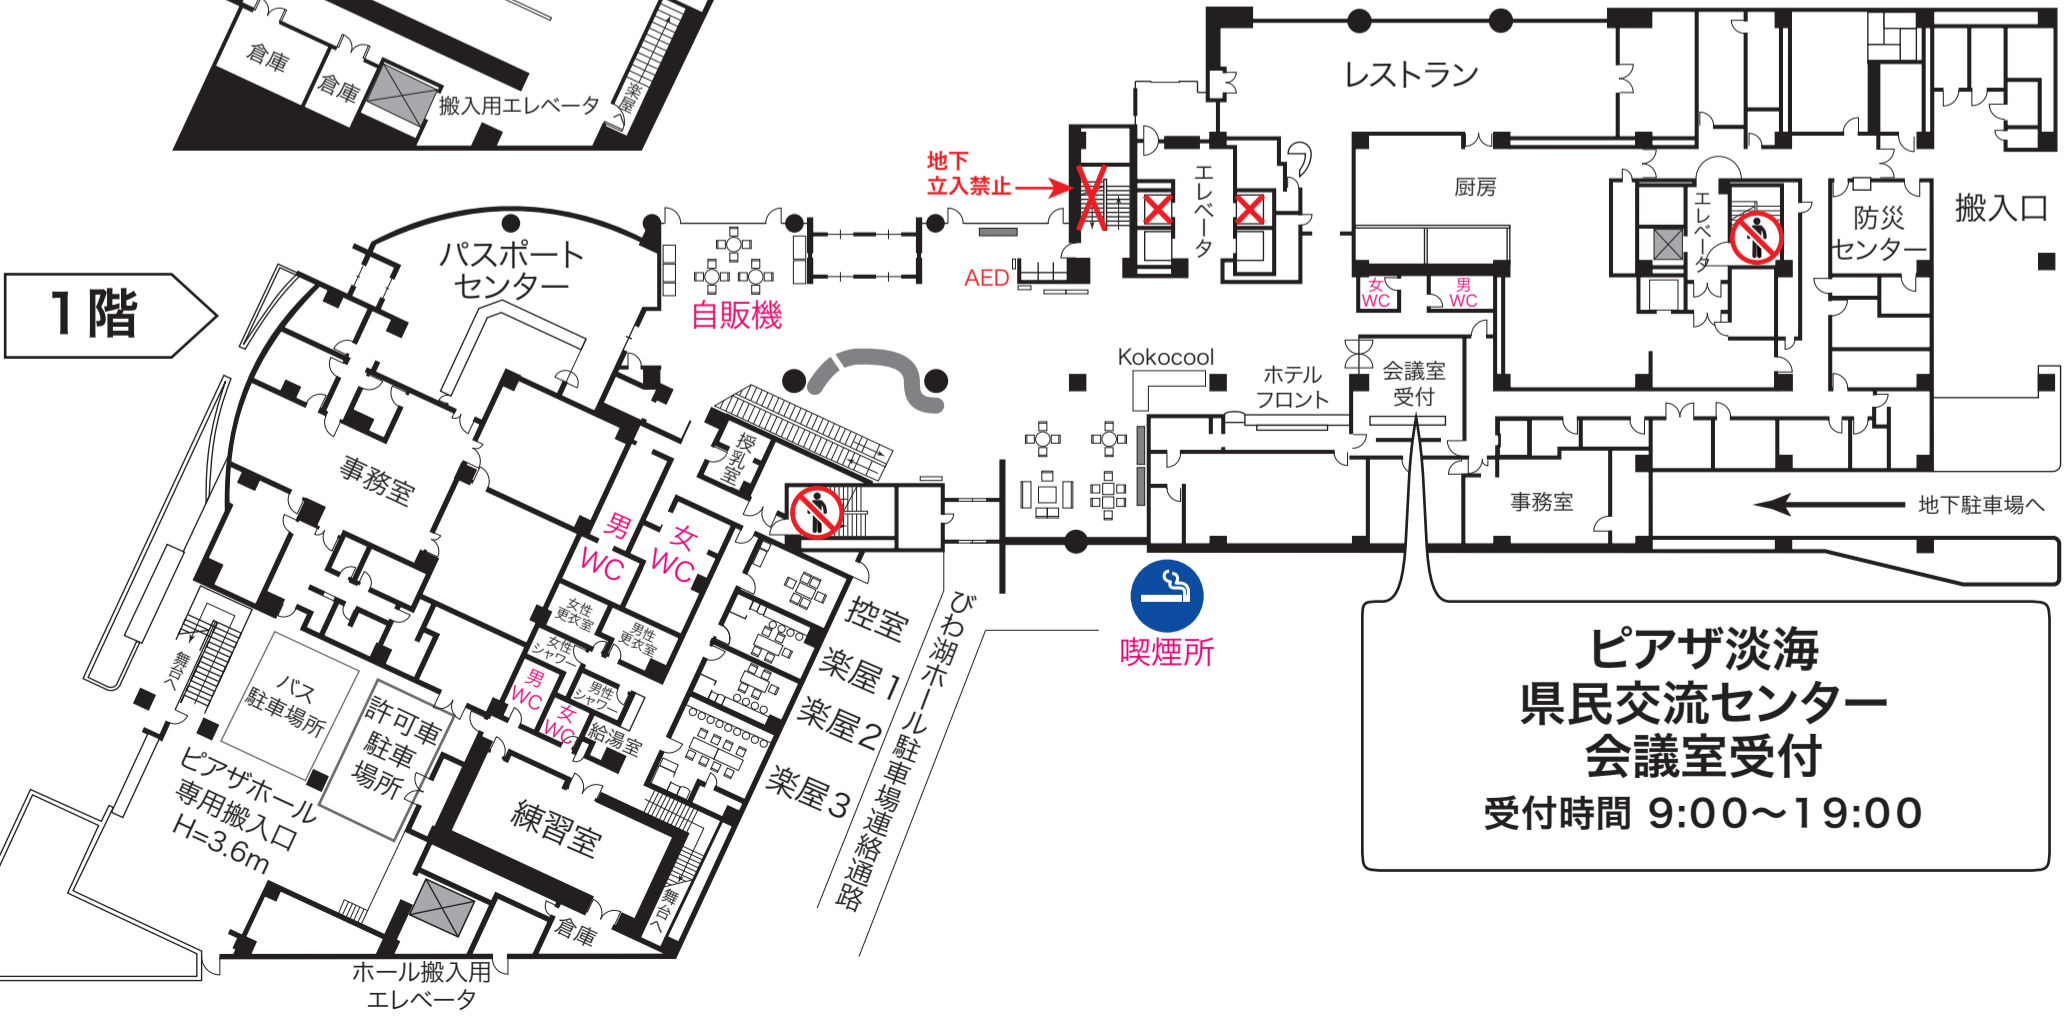 倉庫
倉庫
搬入用エレベータ
楽屋へ
レストラン
地下
立入禁止
エレベータ
厨房
エレベータ
防災
センター
搬入口
1階
パスポート
センター
自販機
AED
女
WC
男
WC
Kokocool
ホテル
フロント
会議室
受付
事務室
授乳室
男
WC
女
WC
事務室
地下駐車場へ
女性
更衣室
男性
更衣室
女性
シャワー
男性
シャワー
男
WC
女
WC
給湯室
控室
楽屋1
楽屋2
楽屋3
びわ湖ホール駐車場連絡通路
喫煙所
舞台へ
バス
駐車場所
許可車
駐車
場所
ピアザホール
専用搬入口
H=3.6m
練習室
舞台へ
倉庫
ホール搬入用
エレベータ
ピアザ淡海
県民交流センター
会議室受付
受付時間 9:00〜19:00